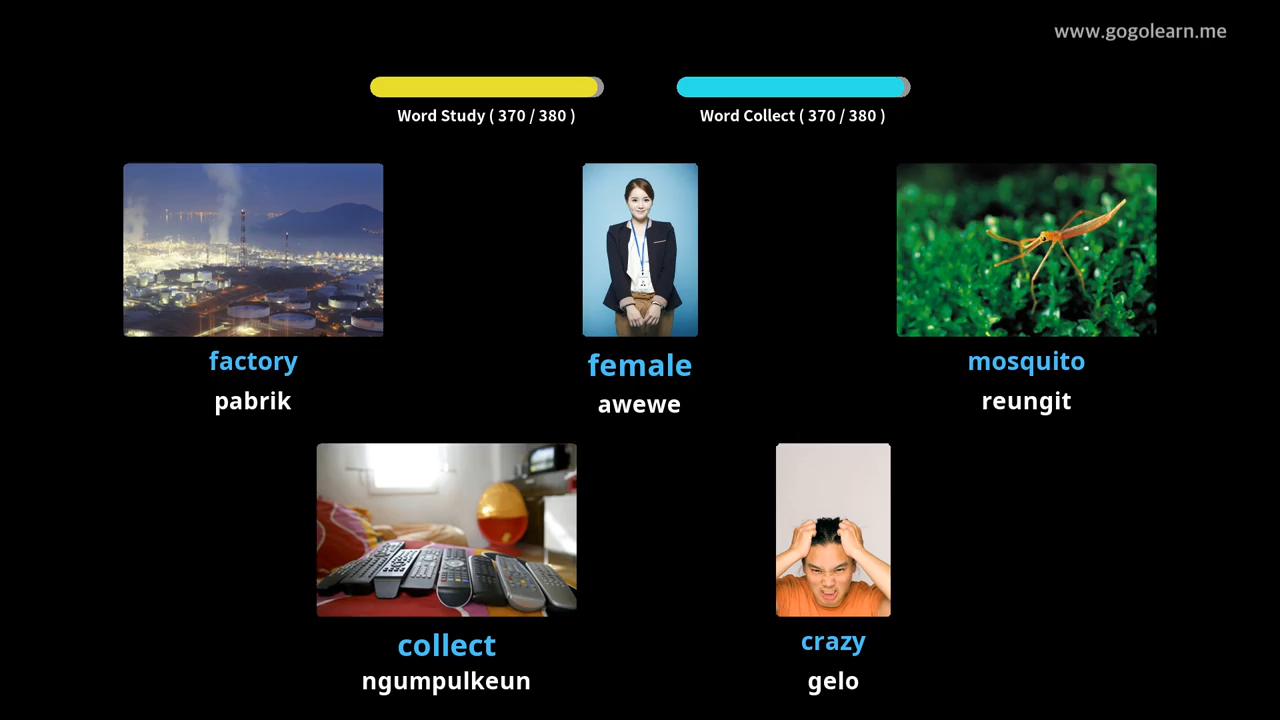 www.gogolearn.me
Word Study ( 370 / 380 )
Word Collect ( 370 / 380 )
factory
pabrik
female
awewe
mosquito
reungit
collect
ngumpulkeun
crazy
gelo